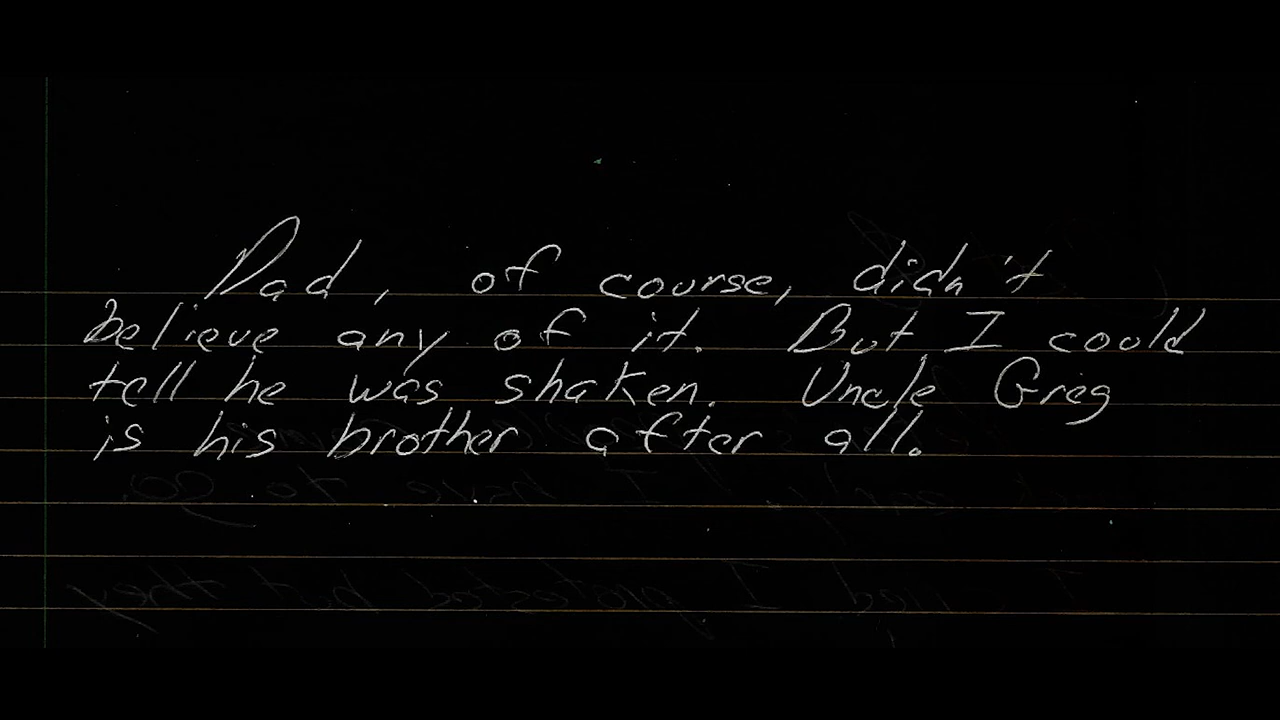 Dad, of course, didn't
believe any of it. But I could
tell he was shaken. Uncle Greg
is his brother after all.